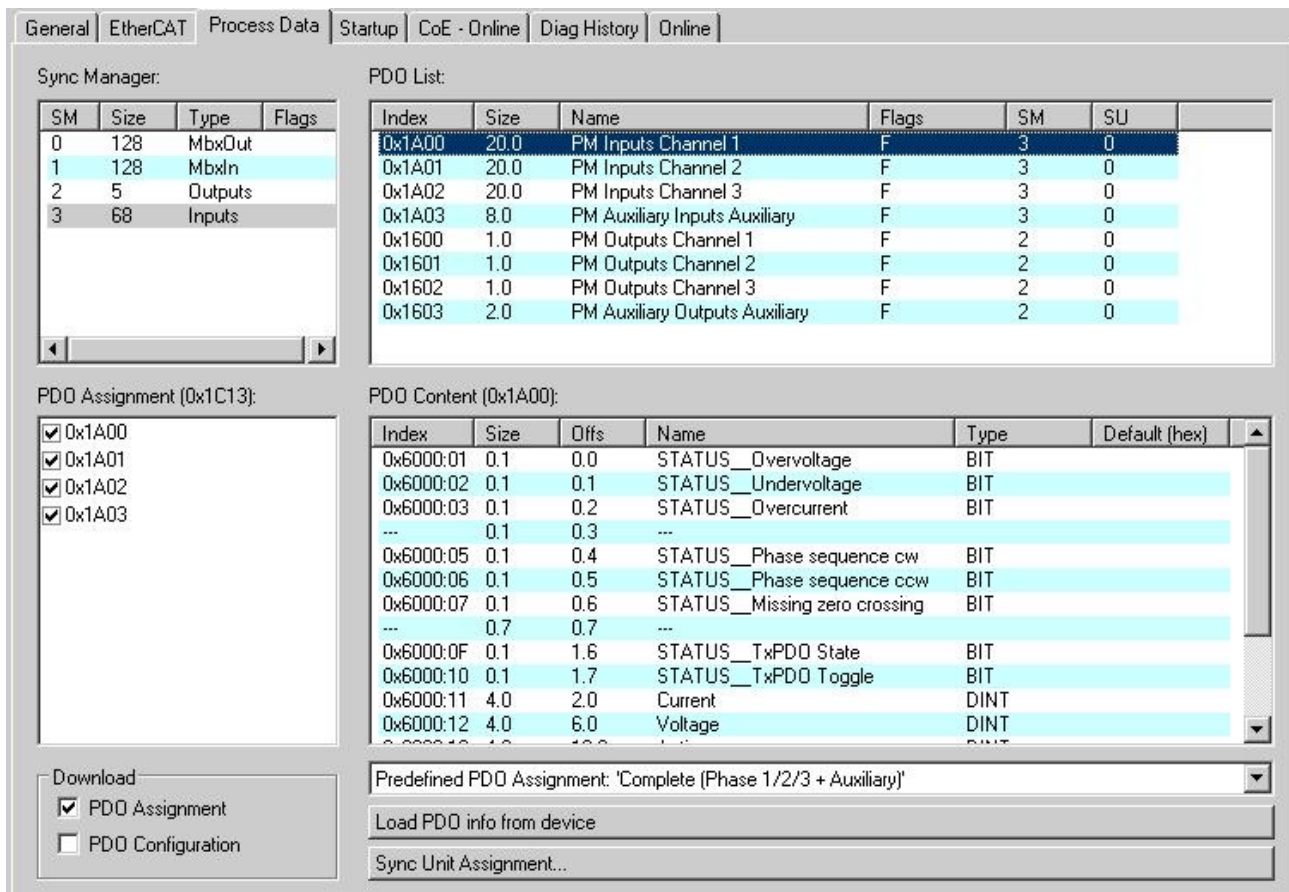 General EtherCAT Process Data Startup CoE - Online Diag History Online
Sync Manager:
SM Size Type Flags
0 128 MbxOut
1 128 MbxIn
2 5 Outputs
3 68 Inputs
PDO List:
Index Size Name Flags SM SU
0x1A00 20.0 PM Inputs Channel 1 F 3 0
0x1A01 20.0 PM Inputs Channel 2 F 3 0
0x1A02 20.0 PM Inputs Channel 3 F 3 0
0x1A03 8.0 PM Auxiliary Inputs Auxiliary F 3 0
0x1600 1.0 PM Outputs Channel 1 F 2 0
0x1601 1.0 PM Outputs Channel 2 F 2 0
0x1602 1.0 PM Outputs Channel 3 F 2 0
0x1603 2.0 PM Auxiliary Outputs Auxiliary F 2 0
PDO Assignment (0x1C13):
0x1A00
0x1A01
0x1A02
0x1A03
PDO Content (0x1A00):
Index Size Offs Name Type Default (hex)
0x6000:01 0.1 0.0 STATUS__Overvoltage BIT
0x6000:02 0.1 0.1 STATUS__Undervoltage BIT
0x6000:03 0.1 0.2 STATUS__Overcurrent BIT
--- 0.1 0.3 ---
0x6000:05 0.1 0.4 STATUS__Phase sequence cw BIT
0x6000:06 0.1 0.5 STATUS__Phase sequence ccw BIT
0x6000:07 0.1 0.6 STATUS__Missing zero crossing BIT
--- 0.7 0.7 ---
0x6000:0F 0.1 1.6 STATUS__TxPDO State BIT
0x6000:10 0.1 1.7 STATUS__TxPDO Toggle BIT
0x6000:11 4.0 2.0 Current DINT
0x6000:12 4.0 6.0 Voltage DINT
Download
PDO Assignment
PDO Configuration
Predefined PDO Assignment: 'Complete (Phase 1/2/3 + Auxiliary)'
Load PDO info from device
Sync Unit Assignment...